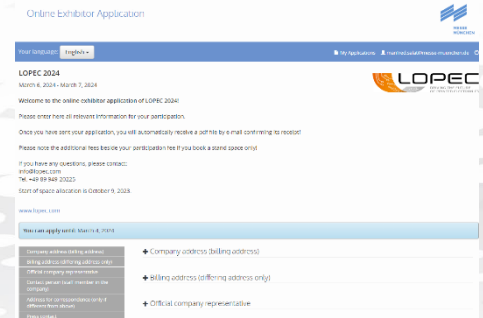 Online Exhibitor Application
MESSE
MÜNCHEN
Your language: English
My Applications
LOPEC 2024
March 6, 2024 - March 7, 2024
LOPEC
Welcome to the online exhibitor application of LOPEC 2024!
Please enter here all relevant information for your participation.
Once you have sent your application, you will automatically receive a pdf file by e-mail confirming its receipt!
Please note the additional fees beside your participation fee if you book a stand space only!
If you have any questions, please contact:
info@lopec.com
Tel. +49 89 949-20225
Start of space allocation is October 9, 2023.
www.lopec.com
You can apply until: March 4, 2024
Company address (billing address)
Company address (billing address)
Billing address (differing address only)
Official company representative
Contact person (staff member in the company)
Billing address (differing address only)
Address for correspondence (only if different from above)
Official company representative
Press contact